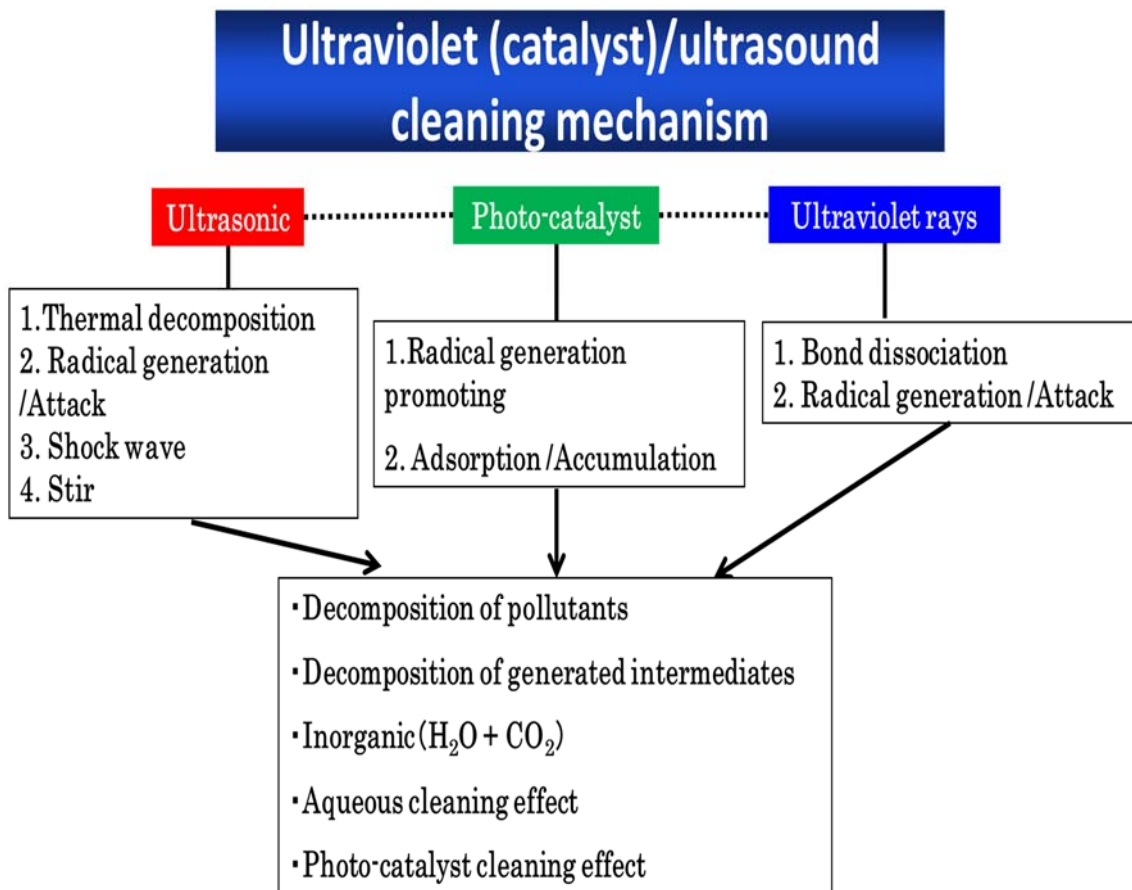 Ultraviolet (catalyst)/ultrasound
cleaning mechanism
Ultrasonic
Photo-catalyst
Ultraviolet rays
1.Thermal decomposition
2. Radical generation
/Attack
3. Shock wave
4. Stir
1.Radical generation
promoting
2. Adsorption/Accumulation
1. Bond dissociation
2. Radical generation/Attack
・Decomposition of pollutants
・Decomposition of generated intermediates
・Inorganic(H₂O + CO₂)
・Aqueous cleaning effect
・Photo-catalyst cleaning effect